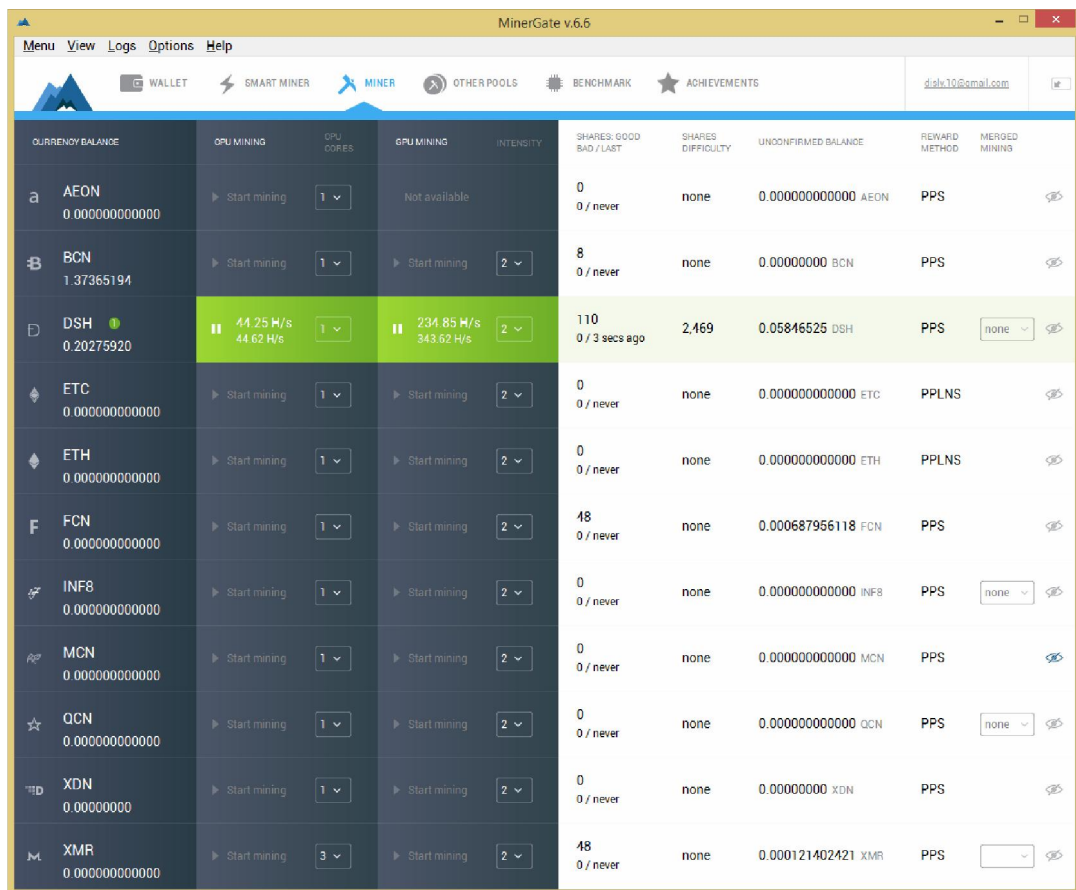 MinerGate v.6.6
Menu View Logs Options Help
WALLET SMART MINER MINER OTHER POOLS BENCHMARK ACHIEVEMENTS
CURRENCY BALANCE CPU MINING CPU CORES GPU MINING INTENSITY SHARES: GOOD BAD / LAST SHARES DIFFICULTY UNCONFIRMED BALANCE REWARD METHOD MERGED MINING
a AEON
0.000000000000
Start mining 1 Not available
0
0 / never
none 0.000000000000 AEON PPS
BCN
1.37365194
Start mining 1 Start mining 2
8
0 / never
none 0.00000000 BCN PPS
DSH 1
0.20275920
44.25 H/s
44.62 H/s
1
234.85 H/s
343.62 H/s
2
110
0 / 3 secs ago
2,469 0.05846525 DSH PPS none
ETC
0.000000000000
Start mining 1 Start mining 2
0
0 / never
none 0.000000000000 ETC PPLNS
ETH
0.000000000000
Start mining 1 Start mining 2
0
0 / never
none 0.000000000000 ETH PPLNS
F FCN
0.000000000000
Start mining 1 Start mining 2
48
0 / never
none 0.000687956118 FCN PPS
INF8
0.000000000000
Start mining 1 Start mining 2
0
0 / never
none 0.000000000000 INF8 PPS none
MCN
0.000000000000
Start mining 1 Start mining 2
0
0 / never
none 0.000000000000 MCN PPS
QCN
0.000000000000
Start mining 1 Start mining 2
0
0 / never
none 0.000000000000 QCN PPS none
XDN
0.00000000
Start mining 1 Start mining 2
0
0 / never
none 0.00000000 XDN PPS
XMR
0.000000000000
Start mining 3 Start mining 2
48
0 / never
none 0.000121402421 XMR PPS